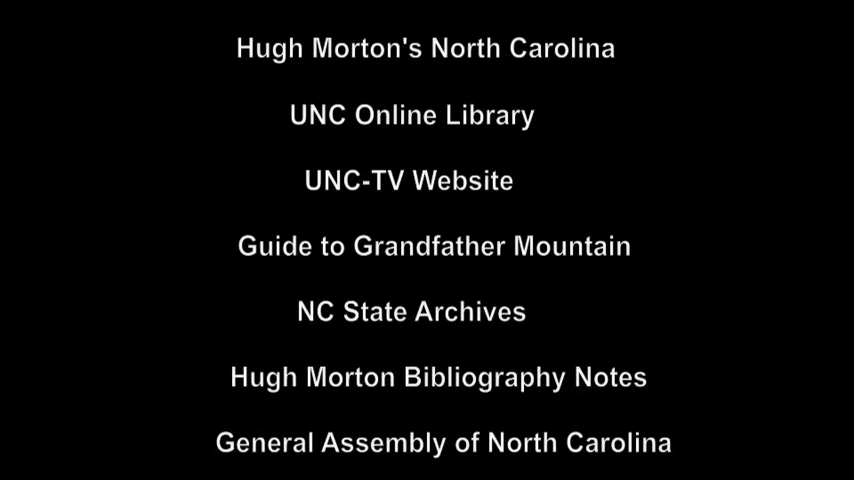 Hugh Morton's North Carolina
UNC Online Library
UNC-TV Website
Guide to Grandfather Mountain
NC State Archives
Hugh Morton Bibliography Notes
General Assembly of North Carolina